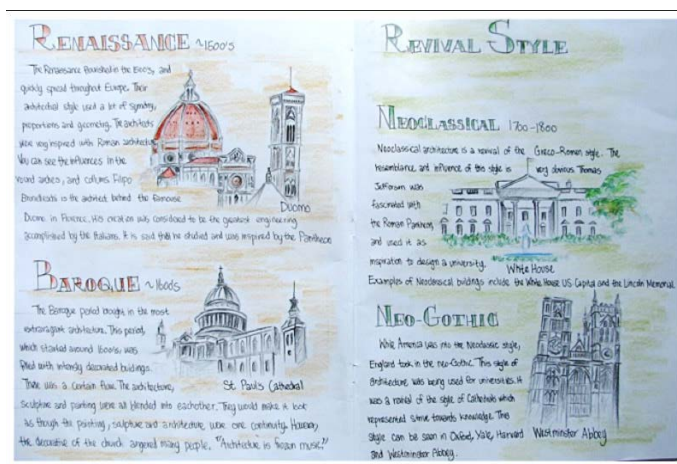 RENAISSANCE ~1500's
The Renaissance flourished in the 1500s, and
quickly spread throughout Europe. Their
architectural style used a lot of symmetry,
proportions and geometry. The architects
were very inspired with Roman architecture
You can see the influences in the
round arches, and collums. Filipo
Brunelleschi is the architect behind the famouse
Duomo
Duomo in Florence. His creation was considered to be the greatest engineering
accomplished by the Italians. It is said that he studied and was inspired by the Pantheon
BAROQUE ~1600s
The Baroque period bought in the most
extravagant architecture. This period,
which started around 1600s, was
filled with intensly decorated buildings.
There was a certain flow. The architecture,
St. Pauls Cathedral
Sculpture and painting were all blended into eachother. They would make it look
as though the painting, sculpture and architecture were one continuity. However,
the decorative of the church angered many people. "Architecture is frozen music!"
REVIVAL STYLE
NEOCLASSICAL 1700-1800
Neoclassical architecture is a revival of the Greco-Roman style. The
resemblance and influence of this style is very obvious Thomas
Jefferson was
fascinated with
the Roman Pantheon,
and used it as
inspiration to design a university.
White House
Examples of Neoclassical buildings include the White House US Capitol and the Lincoln Memorial
NEO-GOTHIC
While America was into the Neoclassic style,
England took in the neo-Gothic. This style of
architecture was being used for universities. It
was a revival of the style of Cathedrals which
represented strive towards knowledge. This
Style can be seen in Oxford, Yale, Harvard
and Westminster Abbey.
Westminster Abbey